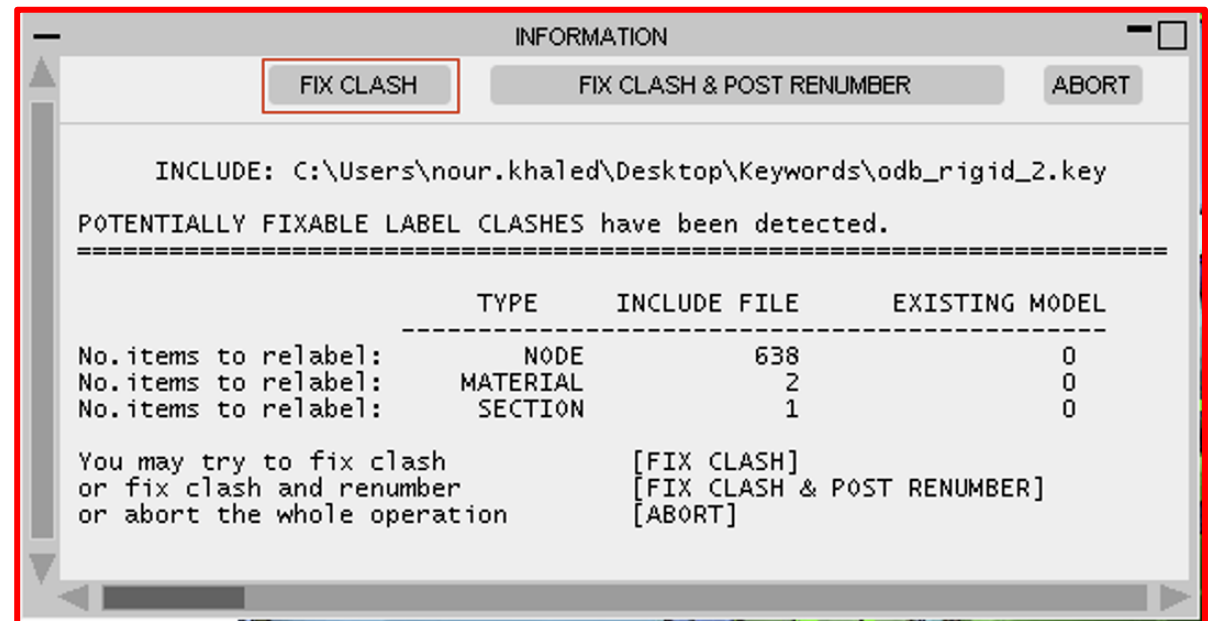 INFORMATION
FIX CLASH FIX CLASH & POST RENUMBER ABORT
INCLUDE: C:\Users\nour.khaled\Desktop\Keywords\odb_rigid_2.key
POTENTIALLY FIXABLE LABEL CLASHES have been detected.
TYPE INCLUDE FILE EXISTING MODEL
No.items to relabel: NODE 638 0
No.items to relabel: MATERIAL 2 0
No.items to relabel: SECTION 1 0
You may try to fix clash [FIX CLASH]
or fix clash and renumber [FIX CLASH & POST RENUMBER]
or abort the whole operation [ABORT]